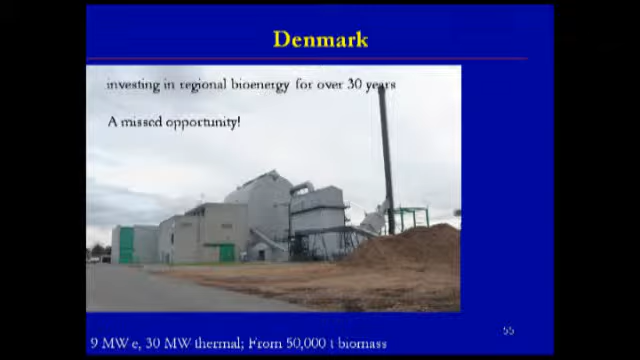 Denmark
investing in regional bioenergy for over 30 years
A missed opportunity!
55
9 MW e, 30 MW thermal; From 50,000 t biomass